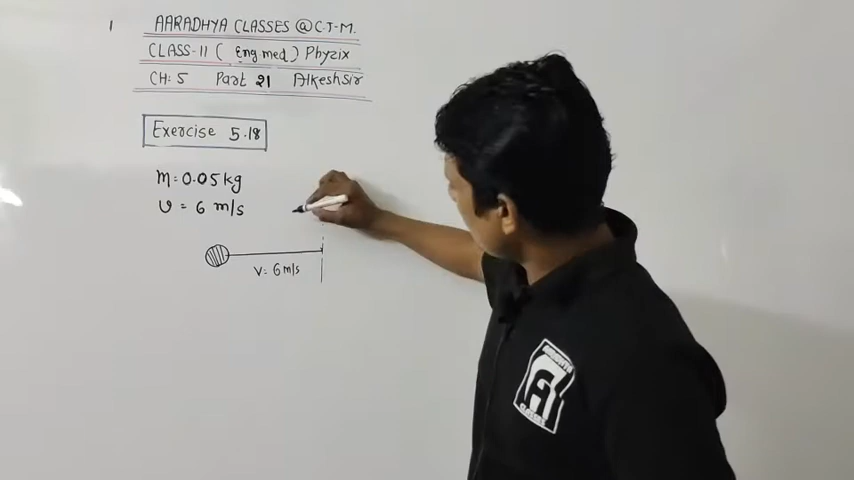 AARADHYA CLASSES @C.T.M.
CLASS-11 ( Eng med ) Phyzix
CH: 5 Part 21 Alkesh Sir
Exercise 5.18
m = 0.05 kg
υ = 6 m/s
v = 6 m/s